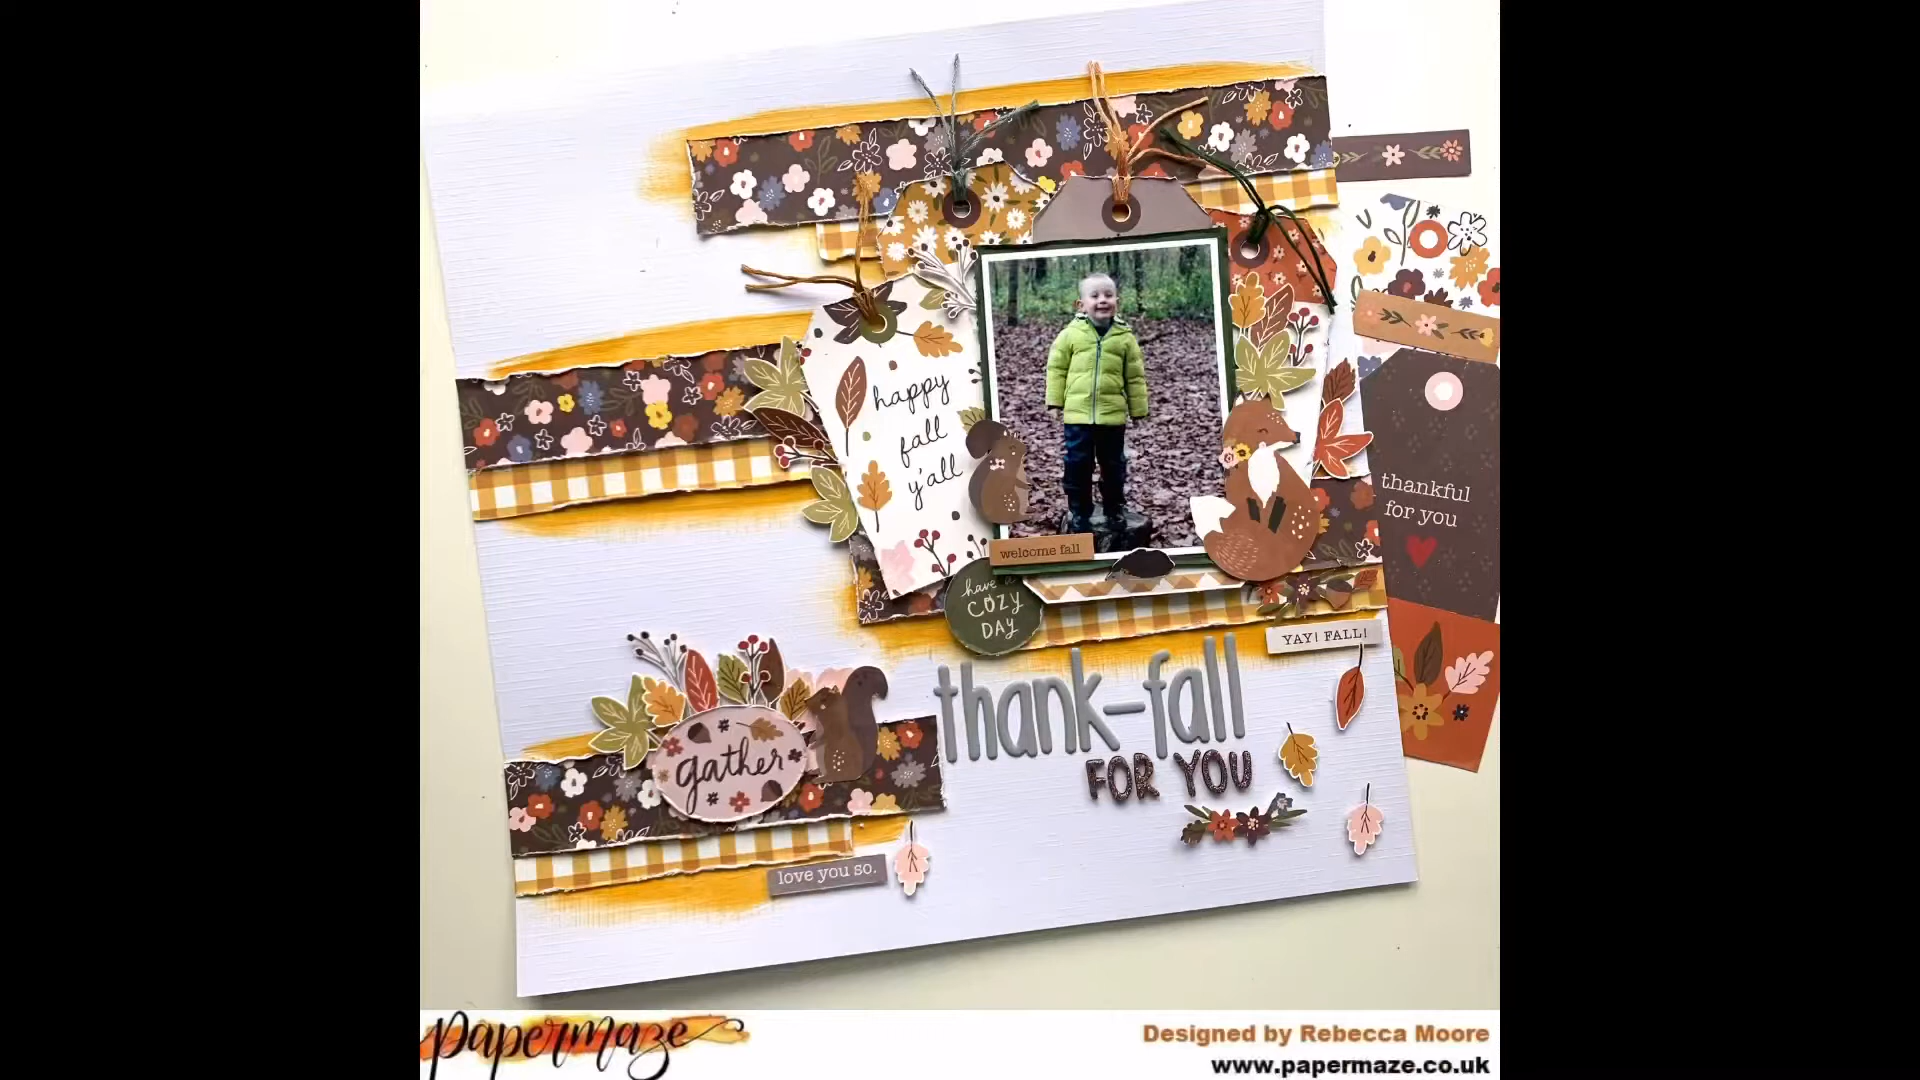 happy
fall
y'all
thankful
for you
welcome fall
have a
COZY
DAY
YAY! FALL!
thank-fall
FOR YOU
gather
love you so.
papermaze
Designed by Rebecca Moore
www.papermaze.co.uk